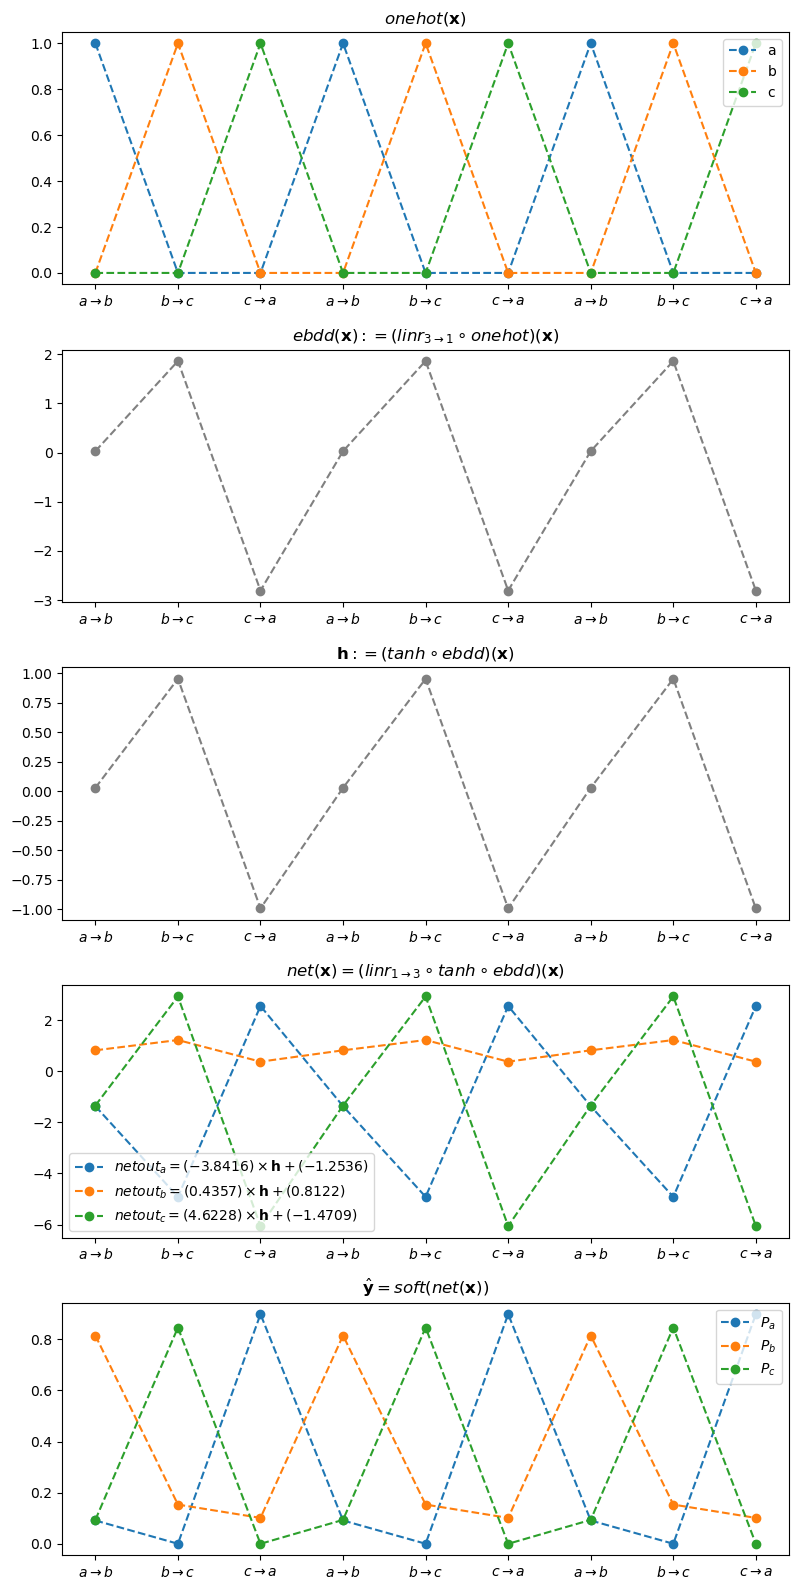 onehot(x)
1.0
0.8
0.6
0.4
0.2
0.0
a
b
c
a→b b→c c→a a→b b→c c→a a→b b→c c→a
ebdd(x) := (linr₃→₁ ∘ onehot)(x)
2
1
0
−1
−2
−3
a→b b→c c→a a→b b→c c→a a→b b→c c→a
h := (tanh ∘ ebdd)(x)
1.00
0.75
0.50
0.25
0.00
−0.25
−0.50
−0.75
−1.00
a→b b→c c→a a→b b→c c→a a→b b→c c→a
net(x) = (linr₁→₃ ∘ tanh ∘ ebdd)(x)
2
0
−2
−4
−6
netoutₐ = (−3.8416) × h + (−1.2536)
netout_b = (0.4357) × h + (0.8122)
netout_c = (4.6228) × h + (−1.4709)
a→b b→c c→a a→b b→c c→a a→b b→c c→a
ŷ = soft(net(x))
0.8
0.6
0.4
0.2
0.0
Pₐ
P_b
P_c
a→b b→c c→a a→b b→c c→a a→b b→c c→a